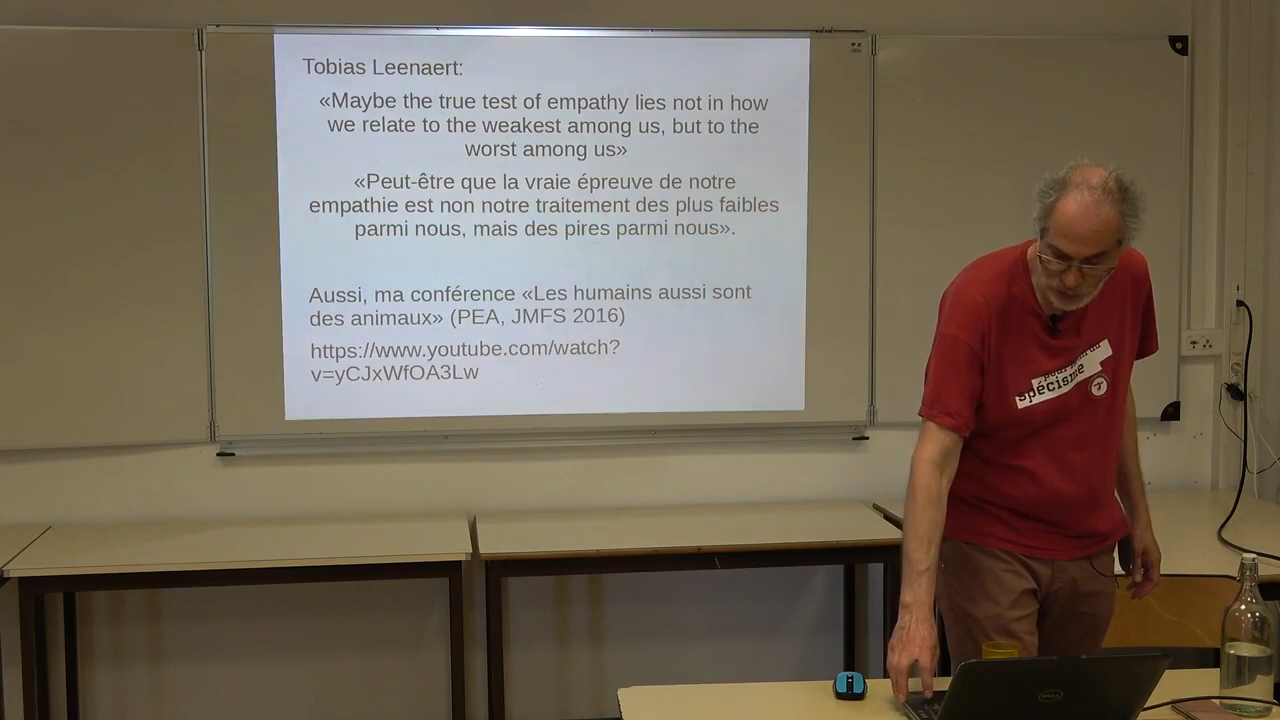 Tobias Leenaert:
«Maybe the true test of empathy lies not in how
we relate to the weakest among us, but to the
worst among us»
«Peut-être que la vraie épreuve de notre
empathie est non notre traitement des plus faibles
parmi nous, mais des pires parmi nous».
Aussi, ma conférence «Les humains aussi sont
des animaux» (PEA, JMFS 2016)
https://www.youtube.com/watch?
v=yCJxWfOA3Lw
spécisme
DELL